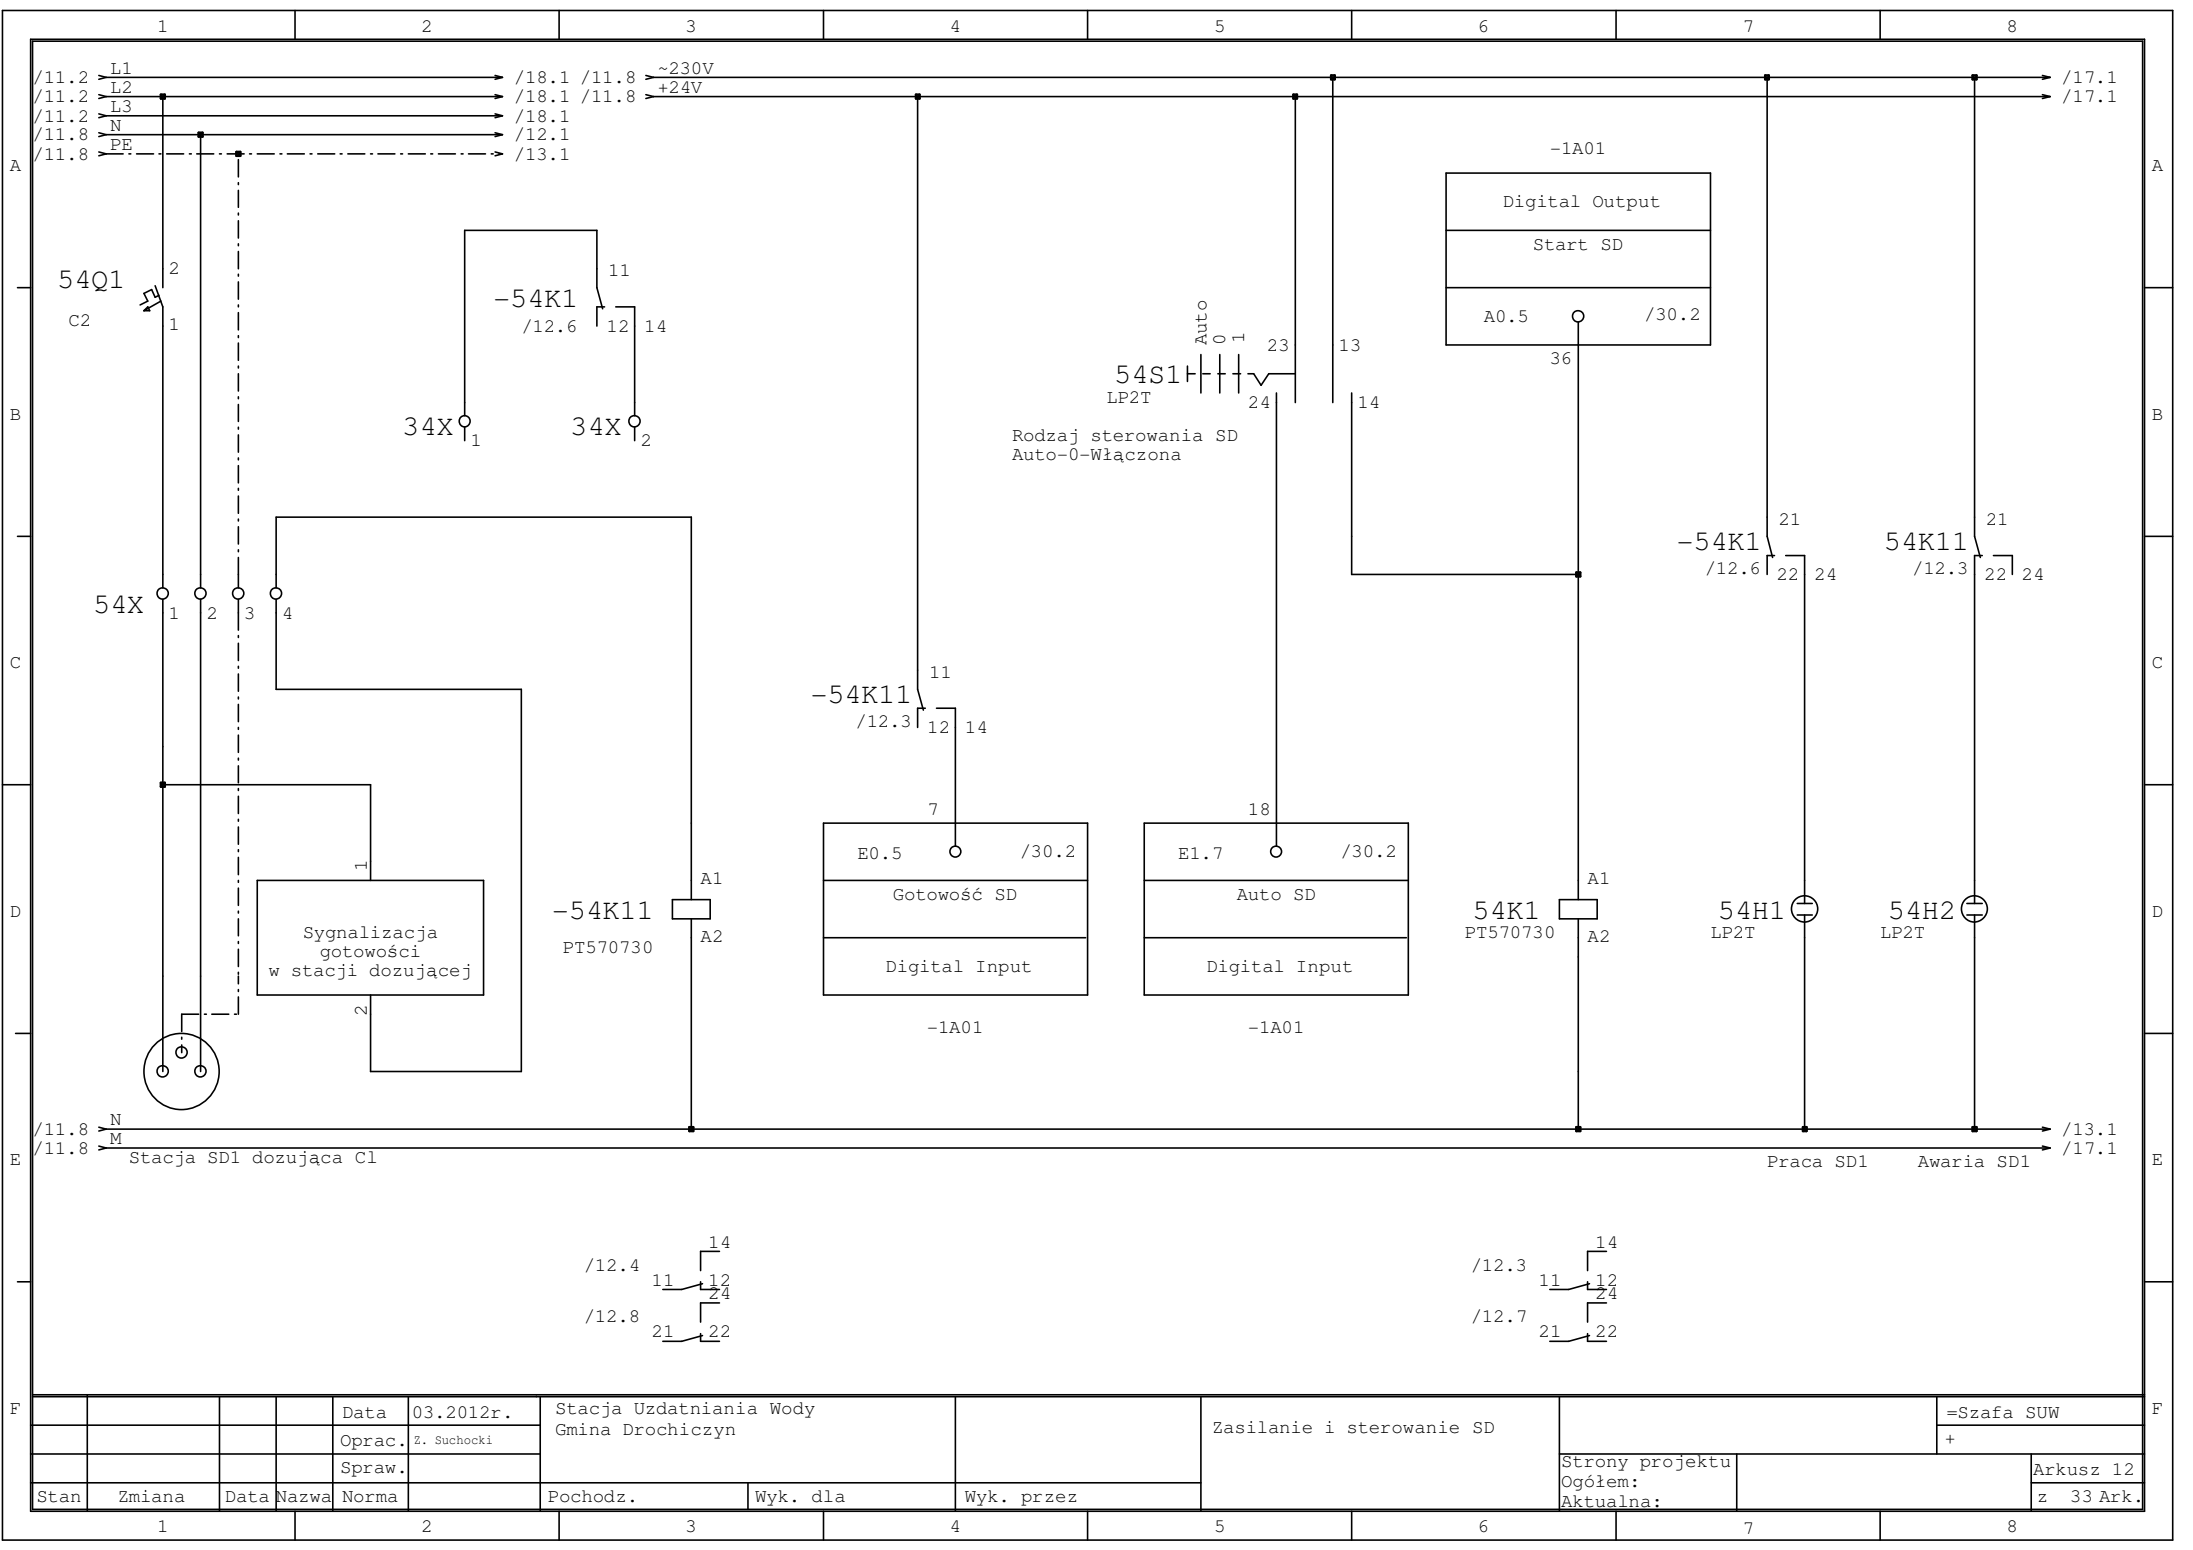 1 2 3 4 5 6 7 8
/11.2 L1 /18.1 /11.8 ~230V /17.1
/11.2 L2 /18.1 /11.8 +24V /17.1
/11.2 L3 /18.1
/11.8 N /12.1
/11.8 PE /13.1
A A
-1A01
Digital Output
Start SD
A0.5 /30.2
36
54Q1
C2
2
1
11
-54K1
/12.6 12 14
34X 1
34X 2
Auto
0
1
23 13
54S1
LP2T
24 14
Rodzaj sterowania SD
Auto-0-Włączona
B B
21
-54K1
/12.6 22 24
21
54K11
/12.3 22 24
54X 1 2 3 4
C C
11
-54K11
/12.3 12 14
7
E0.5 /30.2
Gotowość SD
Digital Input
-1A01
18
E1.7 /30.2
Auto SD
Digital Input
-1A01
1
Sygnalizacja
gotowości
w stacji dozującej
2
A1
-54K11
PT570730
A2
A1
54K1
PT570730
A2
54H1
LP2T
54H2
LP2T
D D
/11.8 N /13.1
/11.8 M /17.1
Stacja SD1 dozująca Cl
Praca SD1
Awaria SD1
E E
14
/12.4
11 12
24
/12.8
21 22
14
/12.3
11 12
24
/12.7
21 22
F F
Data 03.2012r.
Oprac. Z. Suchocki
Spraw.
Stan Zmiana Data Nazwa Norma
Stacja Uzdatniania Wody
Gmina Drochiczyn
Pochodz. Wyk. dla Wyk. przez
Zasilanie i sterowanie SD
Strony projektu
Ogółem:
Aktualna:
=Szafa SUW
+
Arkusz 12
z 33 Ark.
1 2 3 4 5 6 7 8